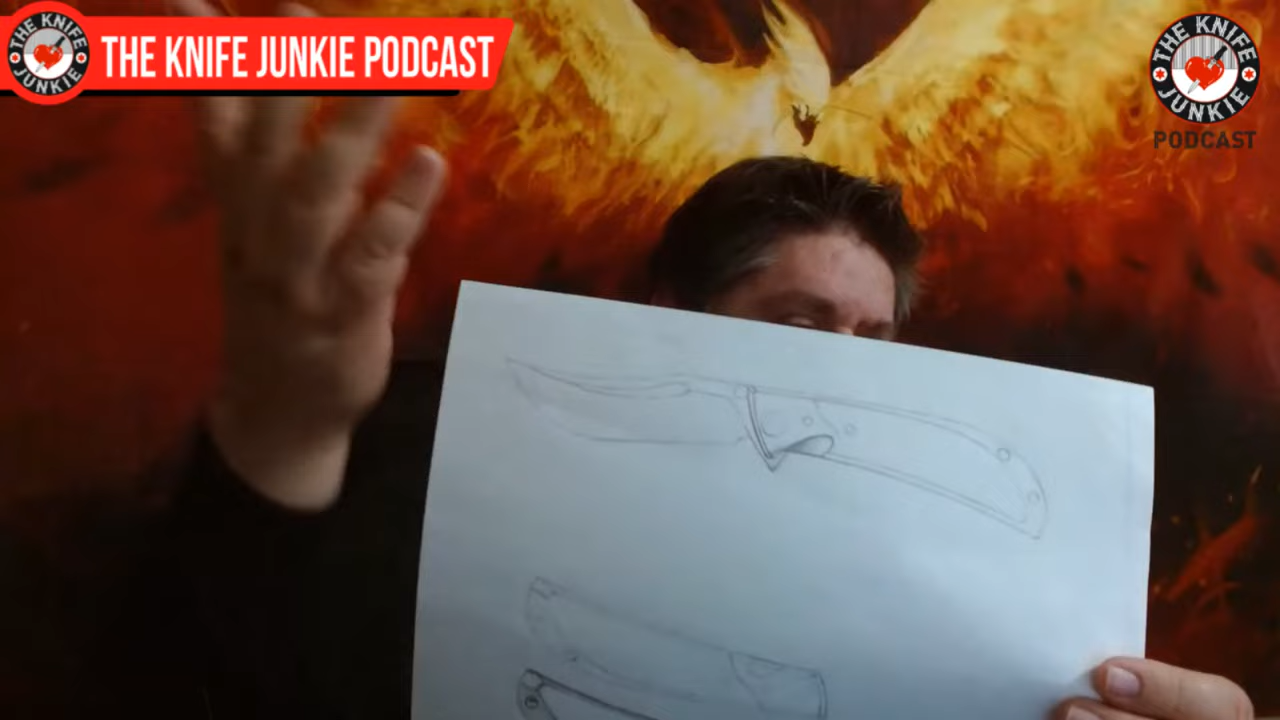 THE KNIFE
JUNKIE
THE KNIFE JUNKIE PODCAST
THE KNIFE
JUNKIE
PODCAST